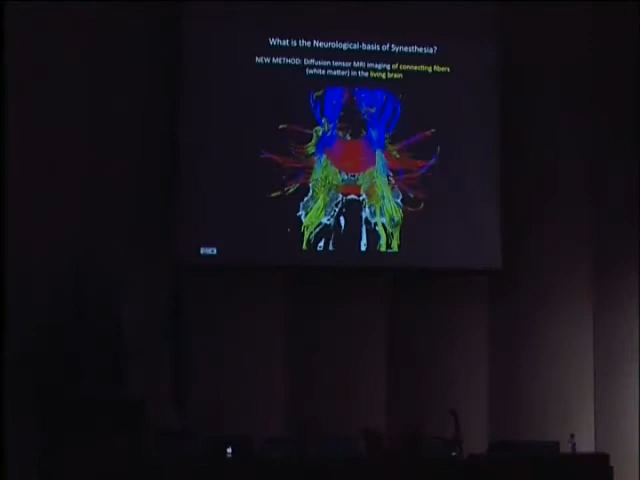 What is the Neurological-basis of Synesthesia?
NEW METHOD: Diffusion tensor MRI imaging of connecting fibers
(white matter) in the living brain